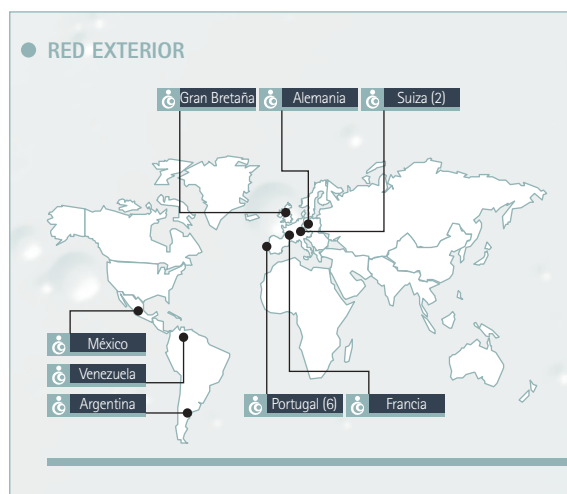 RED EXTERIOR
Gran Bretaña
Alemania
Suiza (2)
México
Venezuela
Argentina
Portugal (6)
Francia